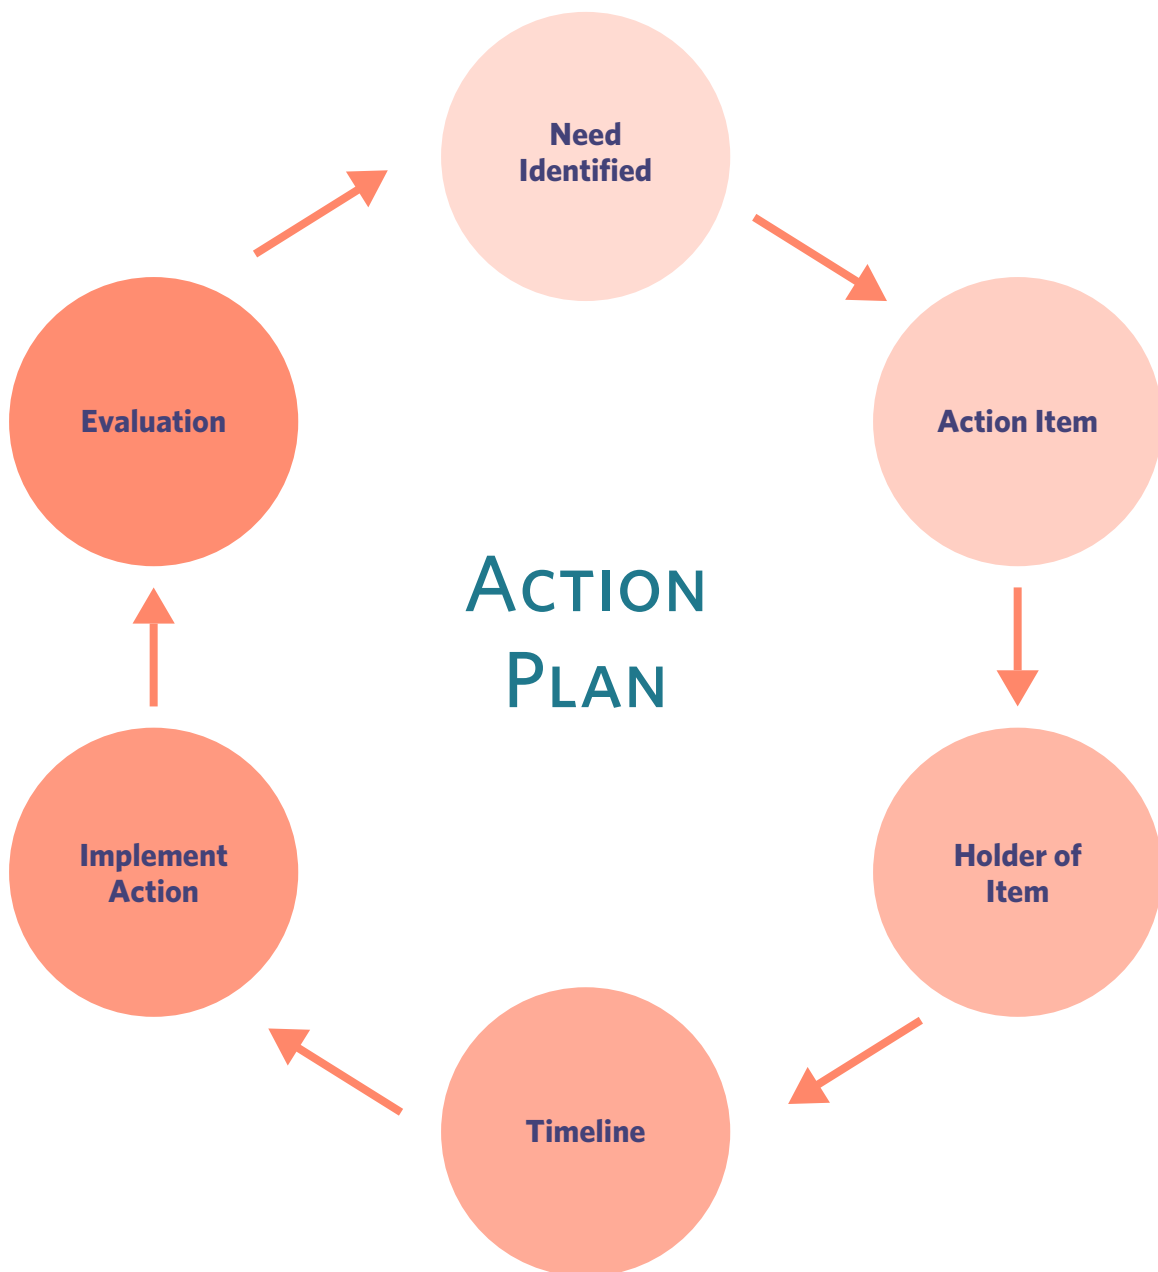 Need
Identified
Action Item
Holder of
Item
Timeline
Implement
Action
Evaluation
Action
Plan